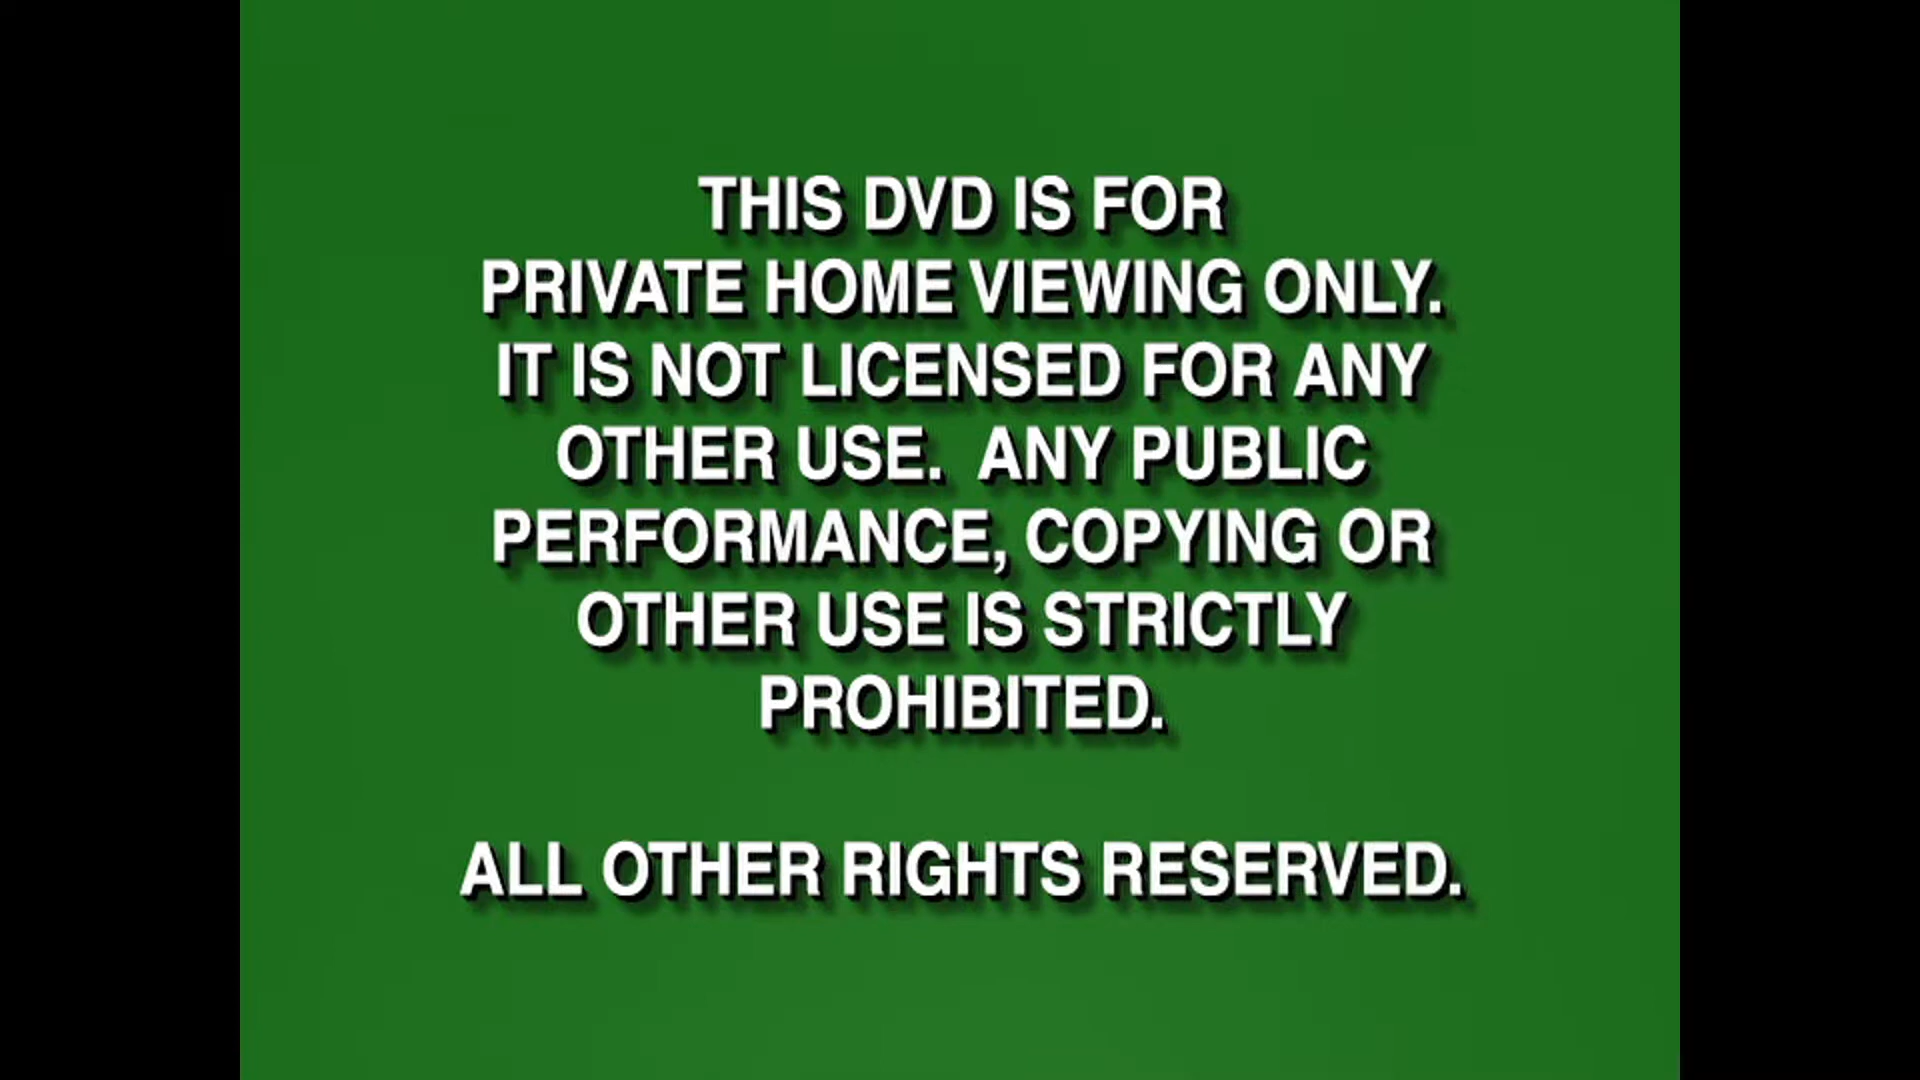 THIS DVD IS FOR
PRIVATE HOME VIEWING ONLY.
IT IS NOT LICENSED FOR ANY
OTHER USE.  ANY PUBLIC
PERFORMANCE, COPYING OR
OTHER USE IS STRICTLY
PROHIBITED.
ALL OTHER RIGHTS RESERVED.